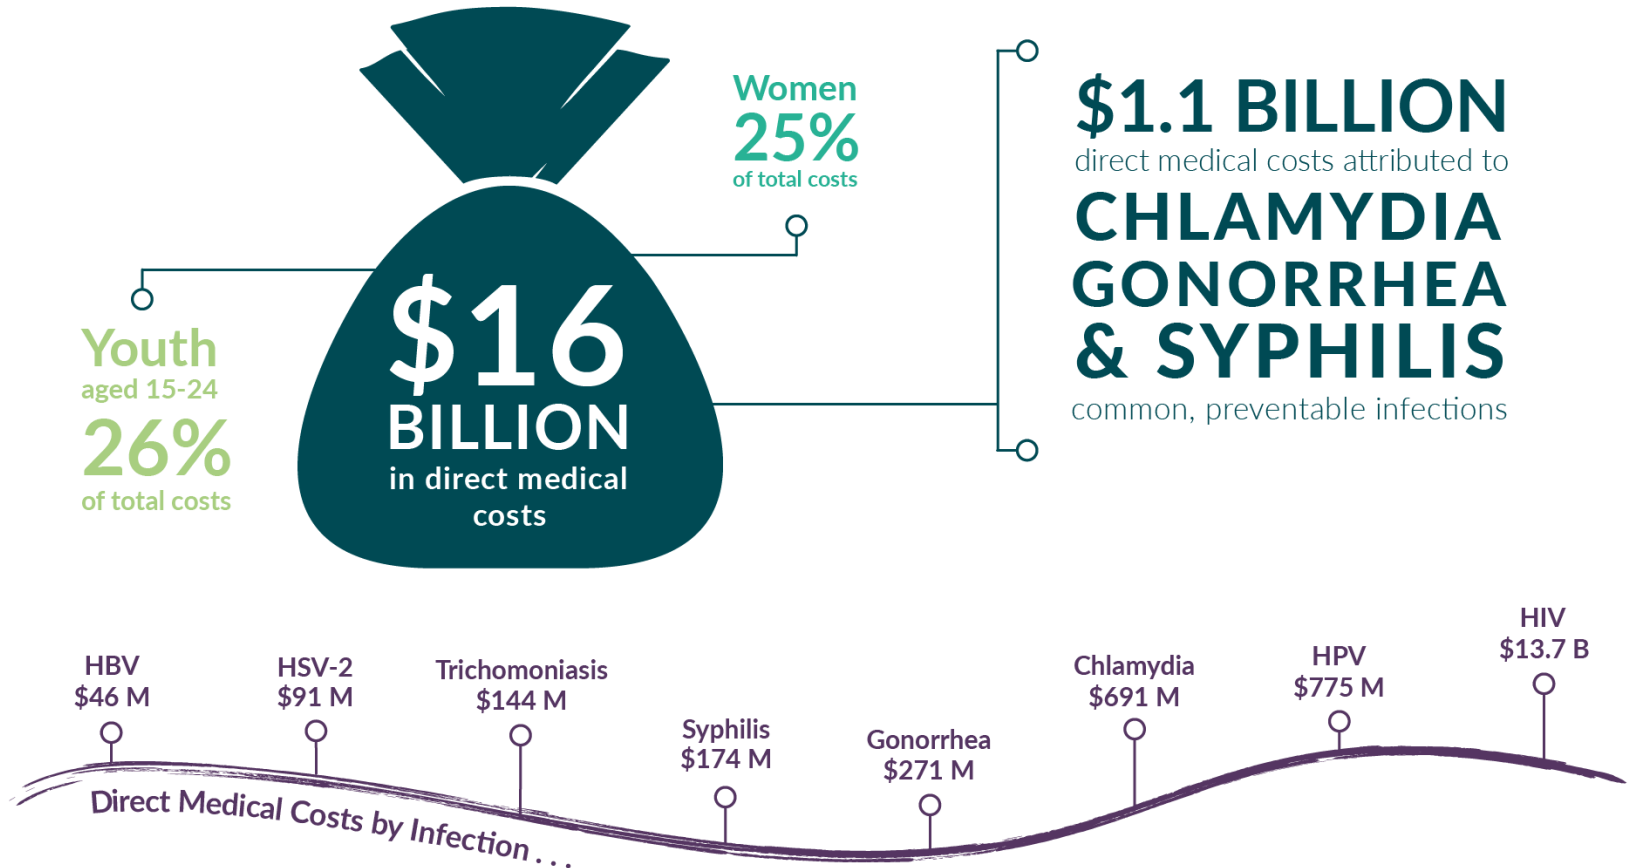 Women
25%
of total costs
Youth
aged 15-24
26%
of total costs
$16
BILLION
in direct medical
costs
$1.1 BILLION
direct medical costs attributed to
CHLAMYDIA
GONORRHEA
& SYPHILIS
common, preventable infections
HBV
$46 M
HSV-2
$91 M
Trichomoniasis
$144 M
Syphilis
$174 M
Gonorrhea
$271 M
Chlamydia
$691 M
HPV
$775 M
HIV
$13.7 B
Direct Medical Costs by Infection . . .